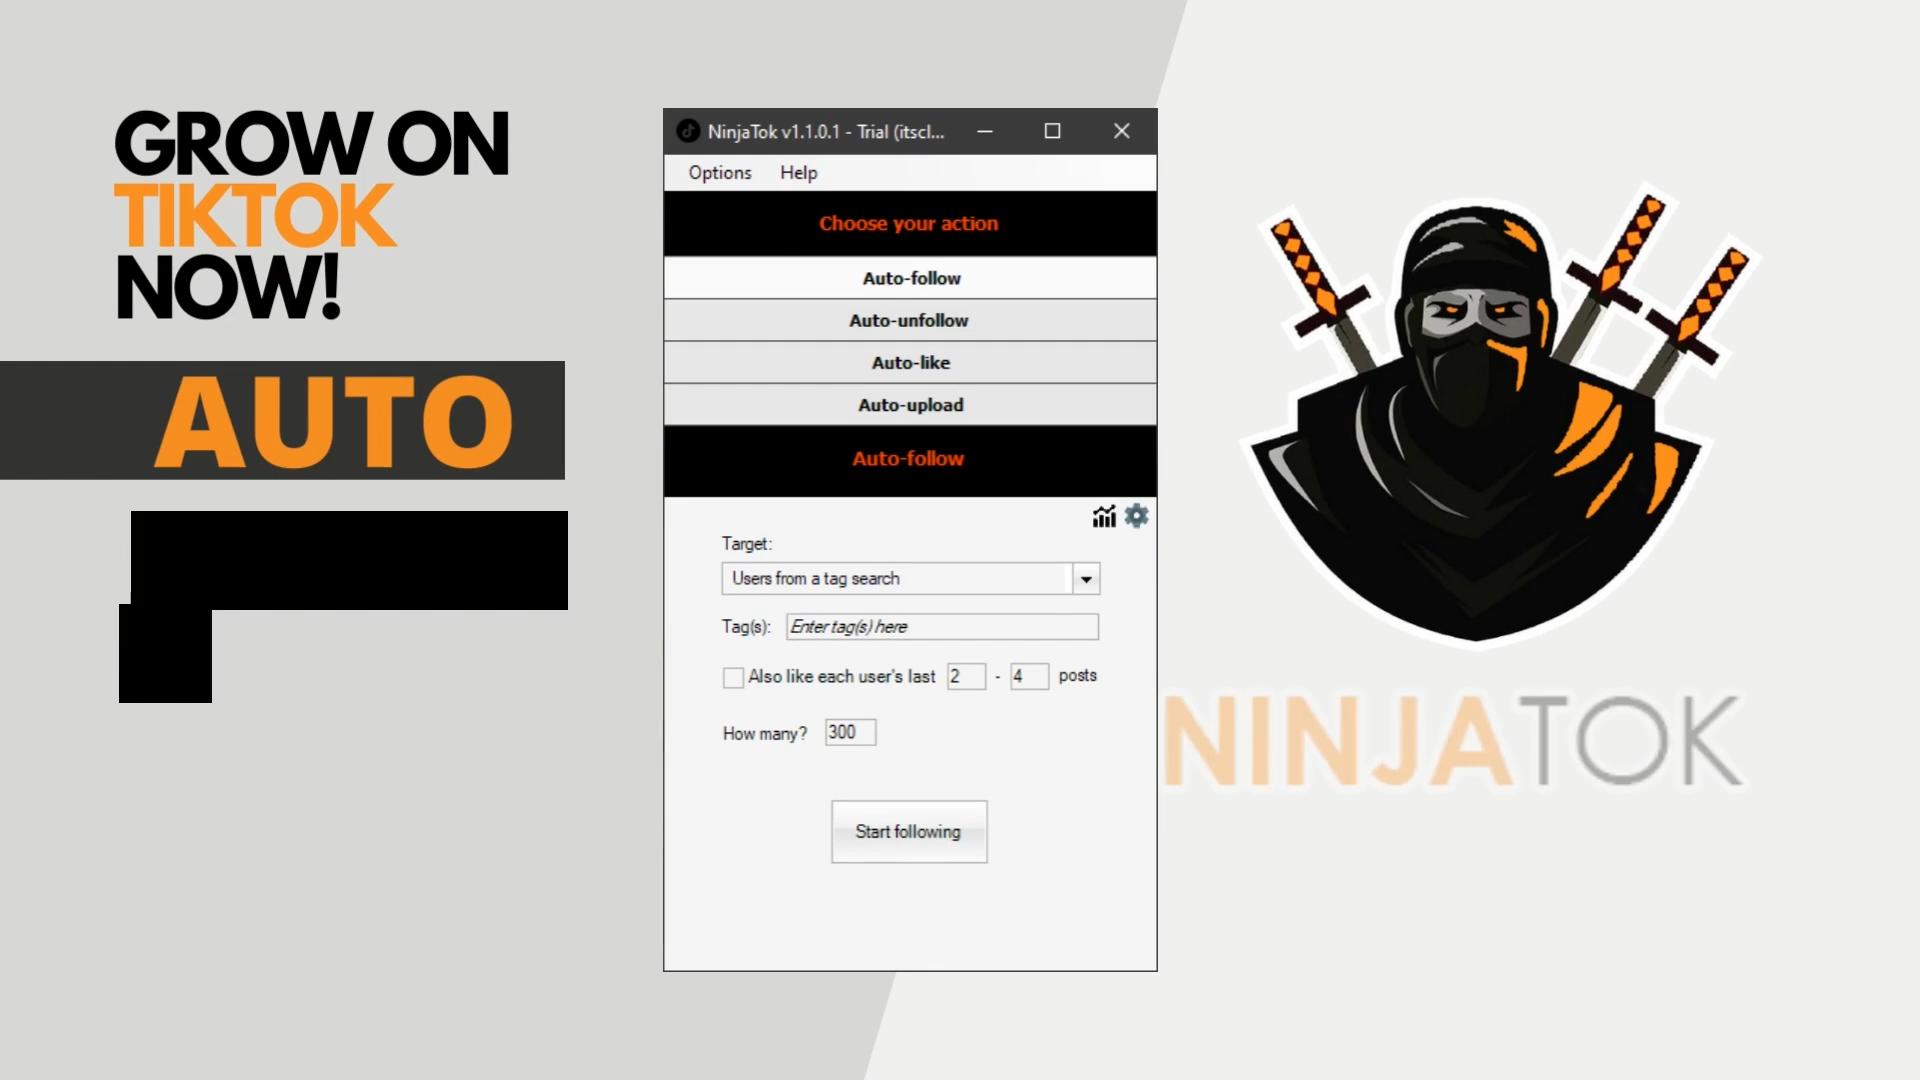 GROW ON
TIKTOK
NOW!
AUTO
NinjaTok v1.1.0.1 - Trial (itscl...
Options Help
Choose your action
Auto-follow
Auto-unfollow
Auto-like
Auto-upload
Auto-follow
Target:
Users from a tag search
Tag(s): Enter tag(s) here
Also like each user's last 2 - 4 posts
How many? 300
Start following
NINJATOK